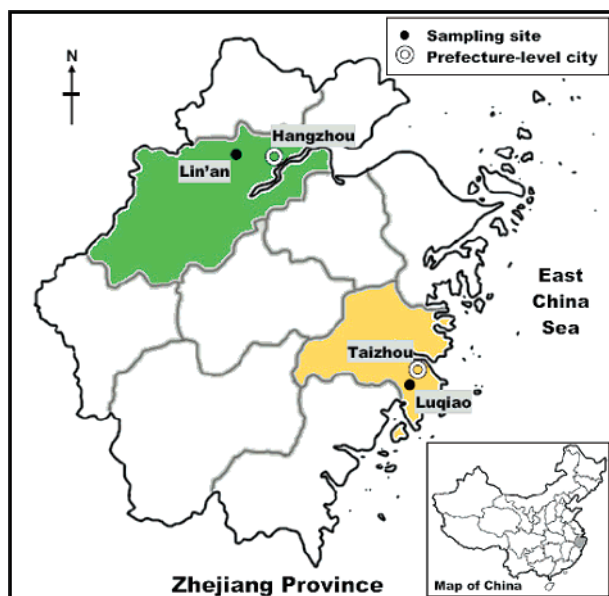 Sampling site
Prefecture-level city
N
Hangzhou
Lin'an
East
China
Sea
Taizhou
Luqiao
Zhejiang Province
Map of China